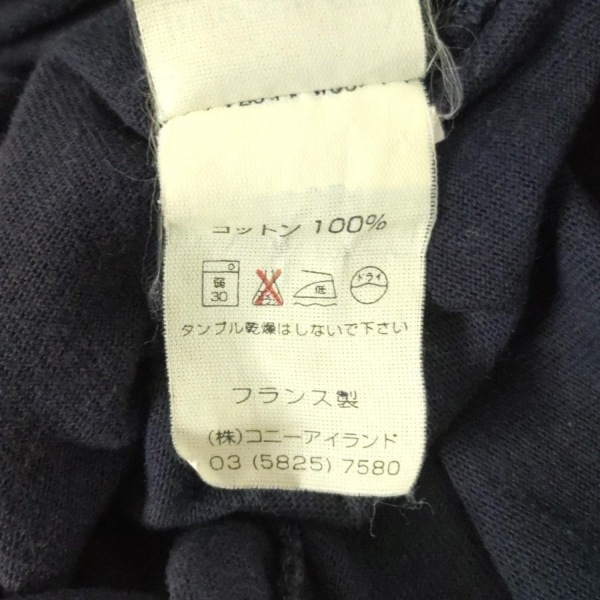 コットン 100%
弱 30 低 ドライ
タンブル乾燥はしないで下さい
フランス製
(株)コニーアイランド
03 (5825) 7580